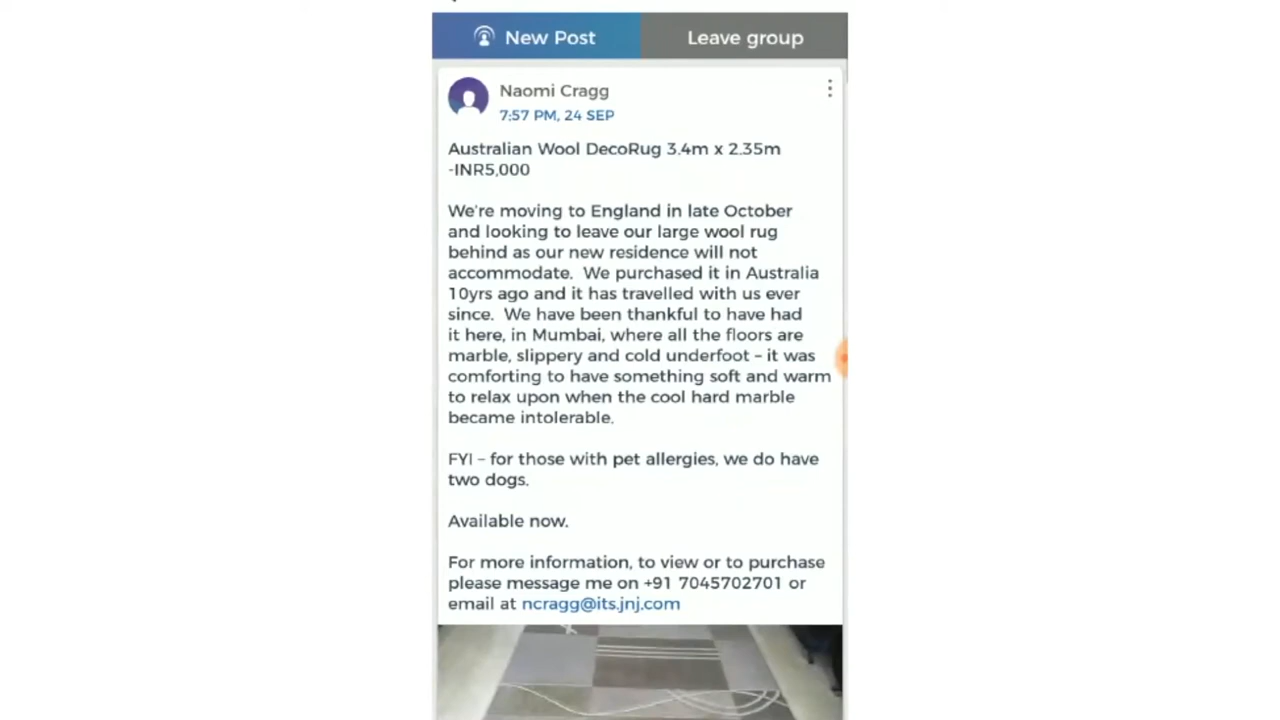 New Post
Leave group
Naomi Cragg
7:57 PM, 24 SEP
Australian Wool DecoRug 3.4m x 2.35m
-INR5,000
We're moving to England in late October
and looking to leave our large wool rug
behind as our new residence will not
accommodate.  We purchased it in Australia
10yrs ago and it has travelled with us ever
since.  We have been thankful to have had
it here, in Mumbai, where all the floors are
marble, slippery and cold underfoot – it was
comforting to have something soft and warm
to relax upon when the cool hard marble
became intolerable.
FYI – for those with pet allergies, we do have
two dogs.
Available now.
For more information, to view or to purchase
please message me on +91 7045702701 or
email at ncragg@its.jnj.com